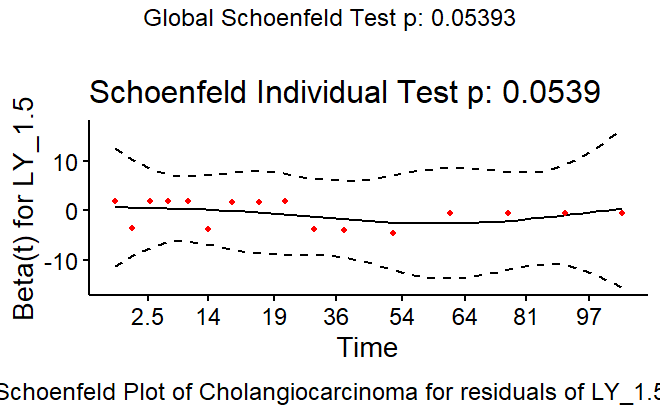 Global Schoenfeld Test p: 0.05393
Schoenfeld Individual Test p: 0.0539
Beta(t) for LY_1.5
10
0
-10
2.5 14 19 36 54 64 81 97
Time
Schoenfeld Plot of Cholangiocarcinoma for residuals of LY_1.5